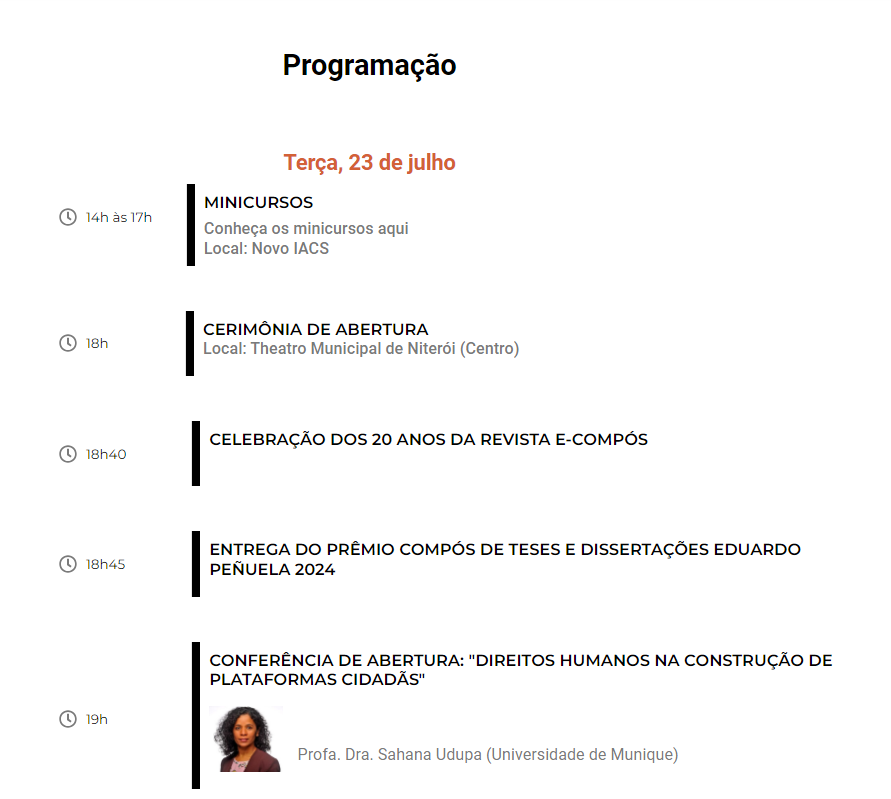 Programação
Terça, 23 de julho
14h às 17h
MINICURSOS
Conheça os minicursos aqui
Local: Novo IACS
18h
CERIMÔNIA DE ABERTURA
Local: Theatro Municipal de Niterói (Centro)
18h40
CELEBRAÇÃO DOS 20 ANOS DA REVISTA E-COMPÓS
18h45
ENTREGA DO PRÊMIO COMPÓS DE TESES E DISSERTAÇÕES EDUARDO
PEÑUELA 2024
19h
CONFERÊNCIA DE ABERTURA: "DIREITOS HUMANOS NA CONSTRUÇÃO DE
PLATAFORMAS CIDADÃS"
Profa. Dra. Sahana Udupa (Universidade de Munique)